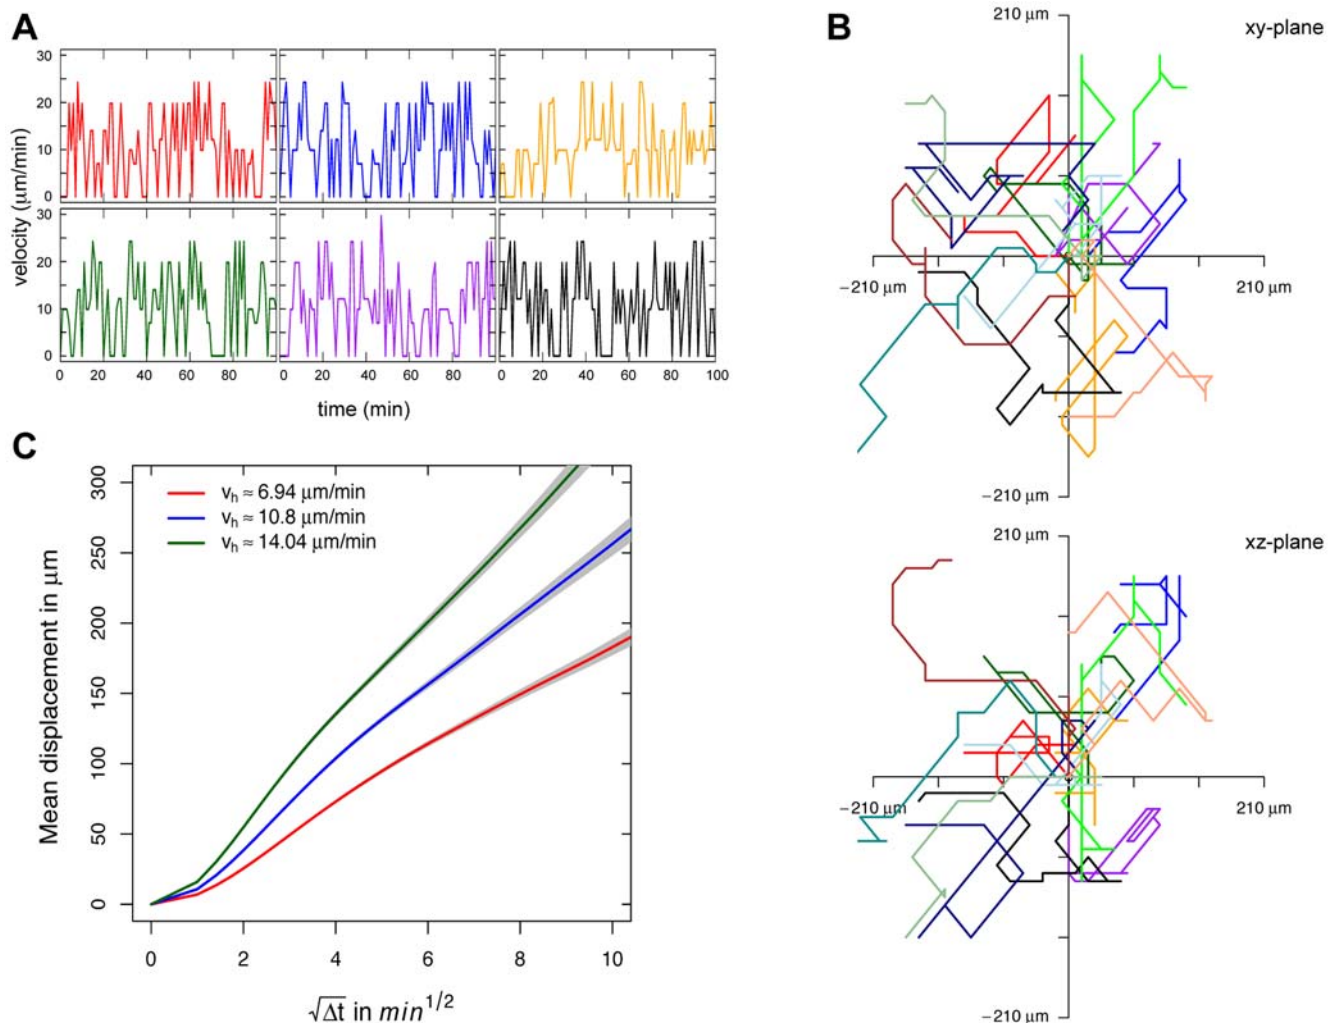 A
velocity (μm/min)
30
20
10
0
30
20
10
0
0 20 40 60 80 0 20 40 60 80 0 20 40 60 80 100
time (min)
B
210 μm
xy-plane
−210 μm
210 μm
−210 μm
210 μm
xz-plane
−210 μm
210 μm
−210 μm
C
Mean displacement in μm
300
250
200
150
100
50
0
vh ≈ 6.94 μm/min
vh ≈ 10.8 μm/min
vh ≈ 14.04 μm/min
0 2 4 6 8 10
√Δt in min^1/2